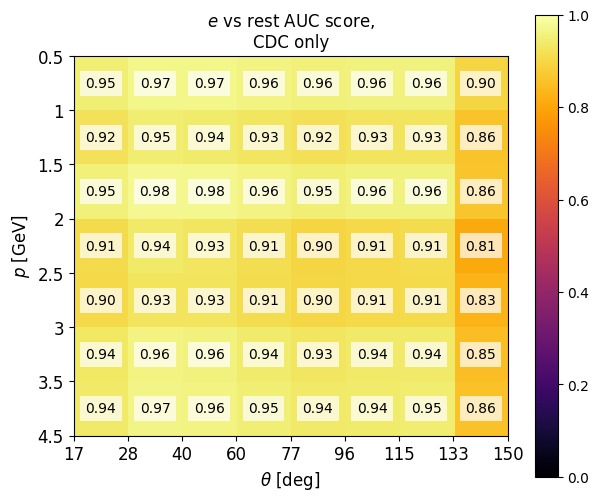 e vs rest AUC score,
CDC only
0.5
1
1.5
2
2.5
3
3.5
4.5
p [GeV]
0.95 0.97 0.97 0.96 0.96 0.96 0.96 0.90
0.92 0.95 0.94 0.93 0.92 0.93 0.93 0.86
0.95 0.98 0.98 0.96 0.95 0.96 0.96 0.86
0.91 0.94 0.93 0.91 0.90 0.91 0.91 0.81
0.90 0.93 0.93 0.91 0.90 0.91 0.91 0.83
0.94 0.96 0.96 0.94 0.93 0.94 0.94 0.85
0.94 0.97 0.96 0.95 0.94 0.94 0.95 0.86
17 28 40 60 77 96 115 133 150
θ [deg]
1.0
0.8
0.6
0.4
0.2
0.0